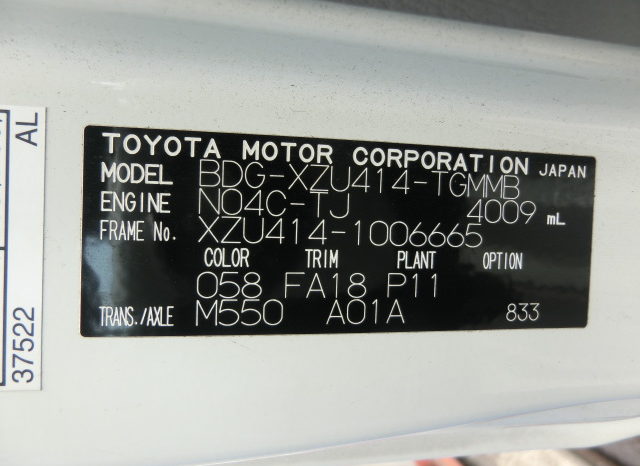 TOYOTA MOTOR CORPORATION JAPAN
MODEL BDG-XZU414-TGMMB
ENGINE N04C-TJ 4009 mL
FRAME No. XZU414-1006665
COLOR TRIM PLANT OPTION
058 FA18 P11
TRANS./AXLE M550 A01A 833
37522 AL